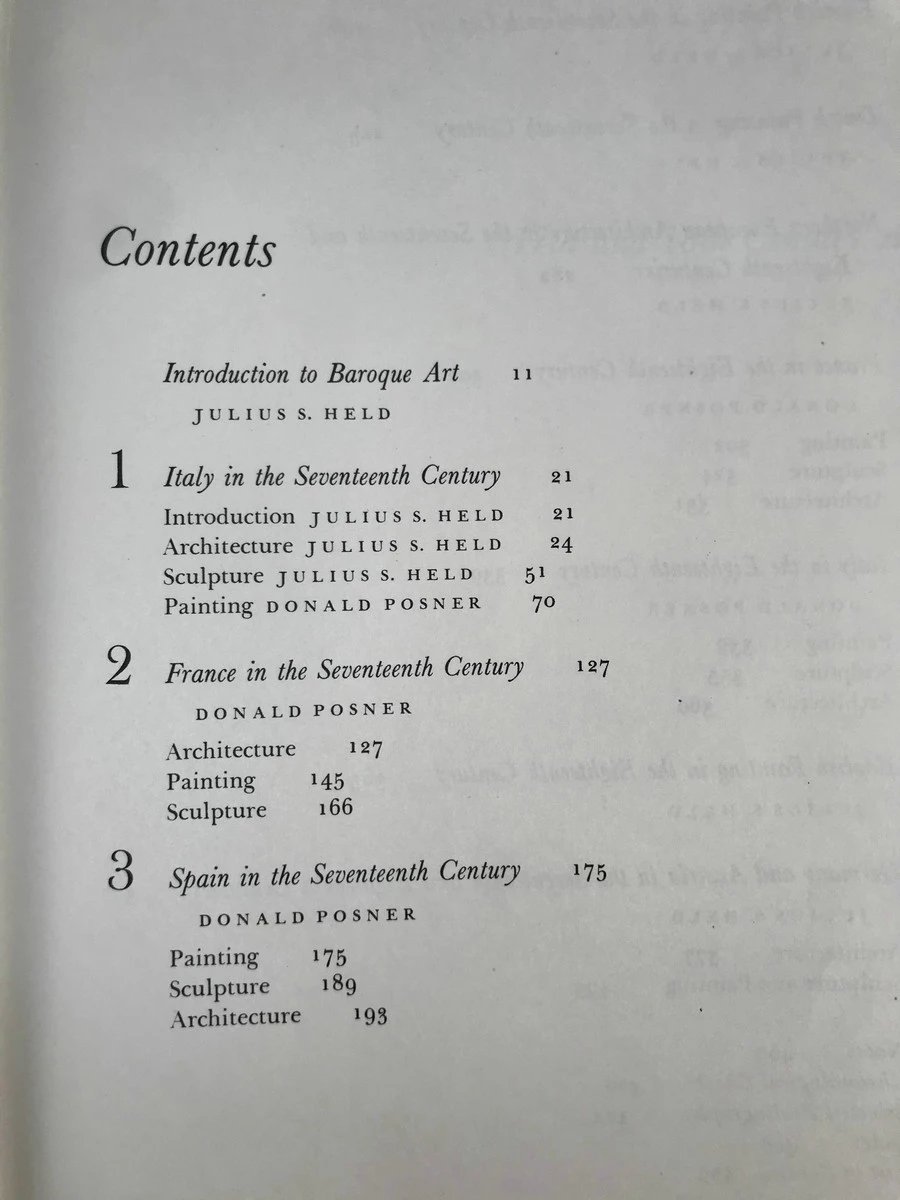 Contents
Introduction to Baroque Art 11
JULIUS S. HELD
1 Italy in the Seventeenth Century 21
Introduction JULIUS S. HELD 21
Architecture JULIUS S. HELD 24
Sculpture JULIUS S. HELD 51
Painting DONALD POSNER 70
2 France in the Seventeenth Century 127
DONALD POSNER
Architecture 127
Painting 145
Sculpture 166
3 Spain in the Seventeenth Century 175
DONALD POSNER
Painting 175
Sculpture 189
Architecture 193